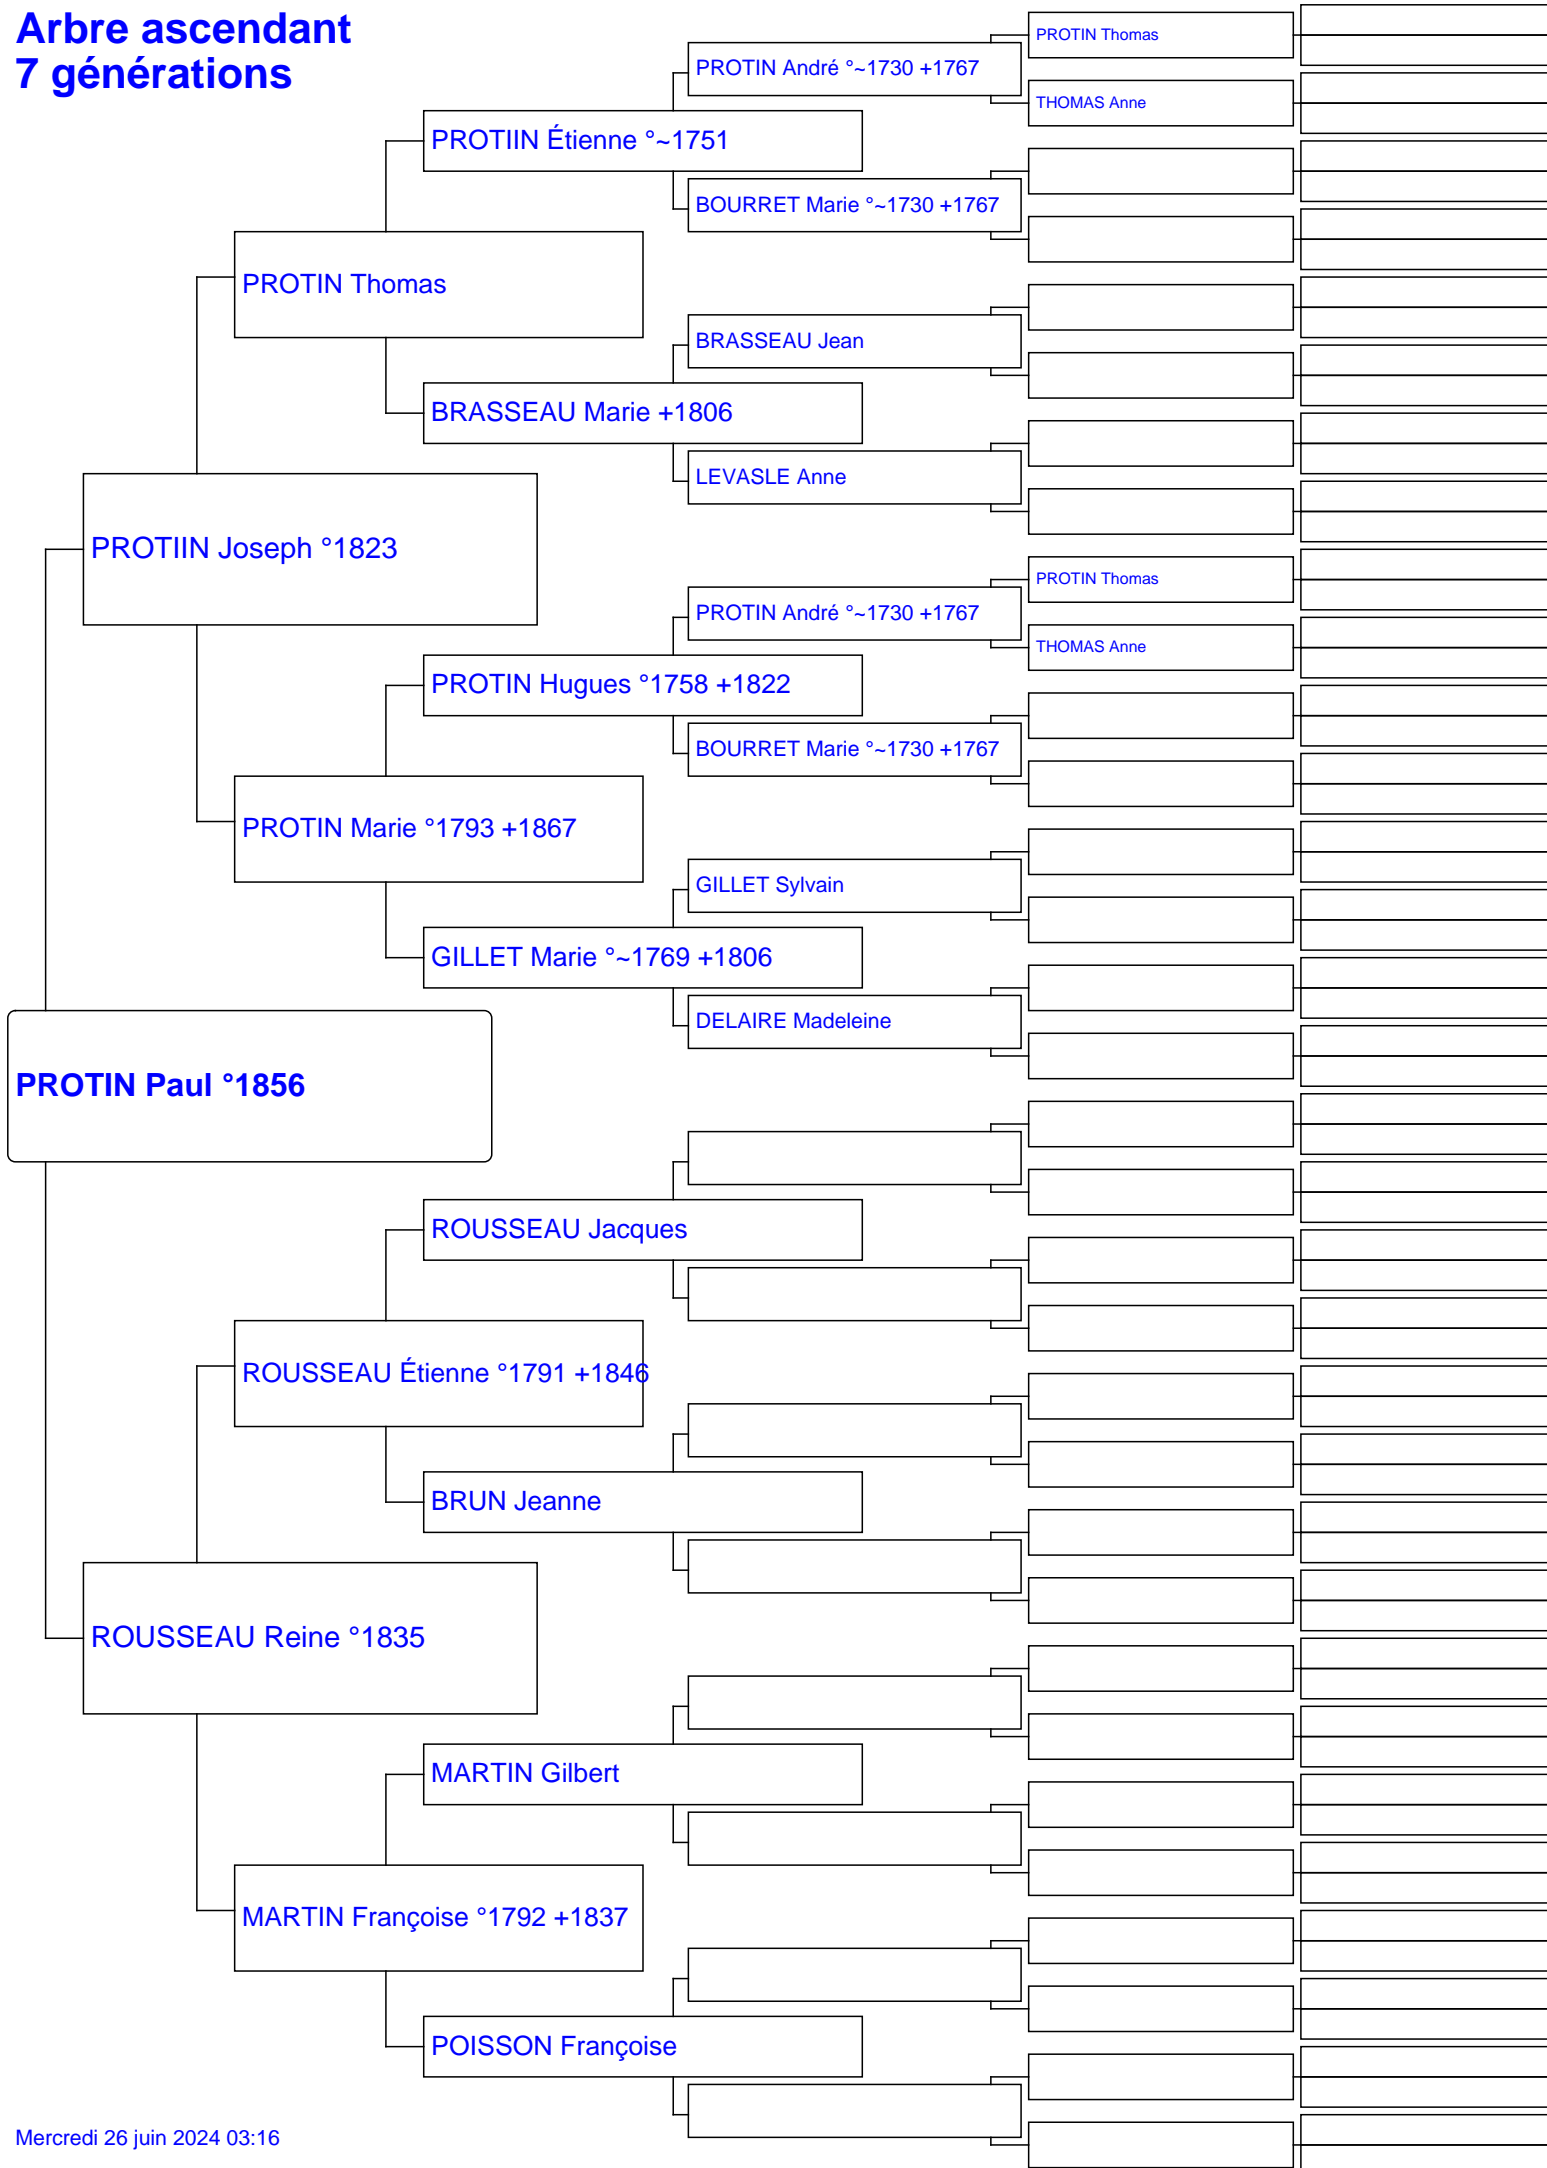 Arbre ascendant
7 générations
PROTIN Thomas
PROTIN André °~1730 +1767
THOMAS Anne
PROTIIN Étienne °~1751
BOURRET Marie °~1730 +1767
PROTIN Thomas
BRASSEAU Jean
BRASSEAU Marie +1806
LEVASLE Anne
PROTIIN Joseph °1823
PROTIN Thomas
PROTIN André °~1730 +1767
THOMAS Anne
PROTIN Hugues °1758 +1822
BOURRET Marie °~1730 +1767
PROTIN Marie °1793 +1867
GILLET Sylvain
GILLET Marie °~1769 +1806
DELAIRE Madeleine
PROTIN Paul °1856
ROUSSEAU Jacques
ROUSSEAU Étienne °1791 +1846
BRUN Jeanne
ROUSSEAU Reine °1835
MARTIN Gilbert
MARTIN Françoise °1792 +1837
POISSON Françoise
Mercredi 26 juin 2024 03:16